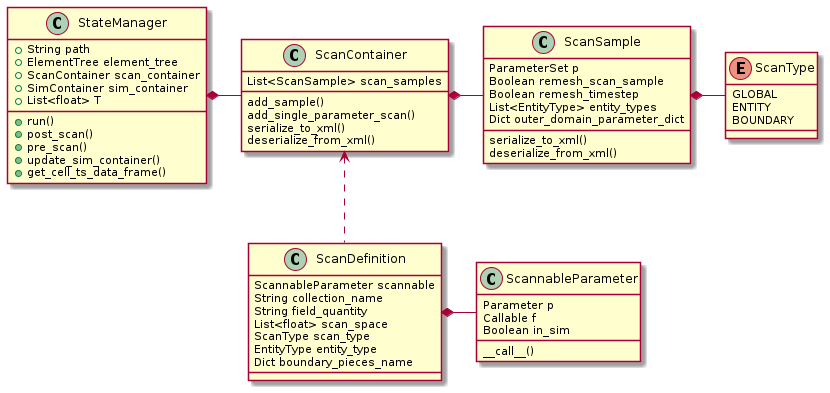 C StateManager
String path
ElementTree element_tree
ScanContainer scan_container
SimContainer sim_container
List<float> T
run()
post_scan()
pre_scan()
update_sim_container()
get_cell_ts_data_frame()
C ScanContainer
List<ScanSample> scan_samples
add_sample()
add_single_parameter_scan()
serialize_to_xml()
deserialize_from_xml()
C ScanSample
ParameterSet p
Boolean remesh_scan_sample
Boolean remesh_timestep
List<EntityType> entity_types
Dict outer_domain_parameter_dict
serialize_to_xml()
deserialize_from_xml()
E ScanType
GLOBAL
ENTITY
BOUNDARY
C ScanDefinition
ScannableParameter scannable
String collection_name
String field_quantity
List<float> scan_space
ScanType scan_type
EntityType entity_type
Dict boundary_pieces_name
C ScannableParameter
Parameter p
Callable f
Boolean in_sim
__call__()